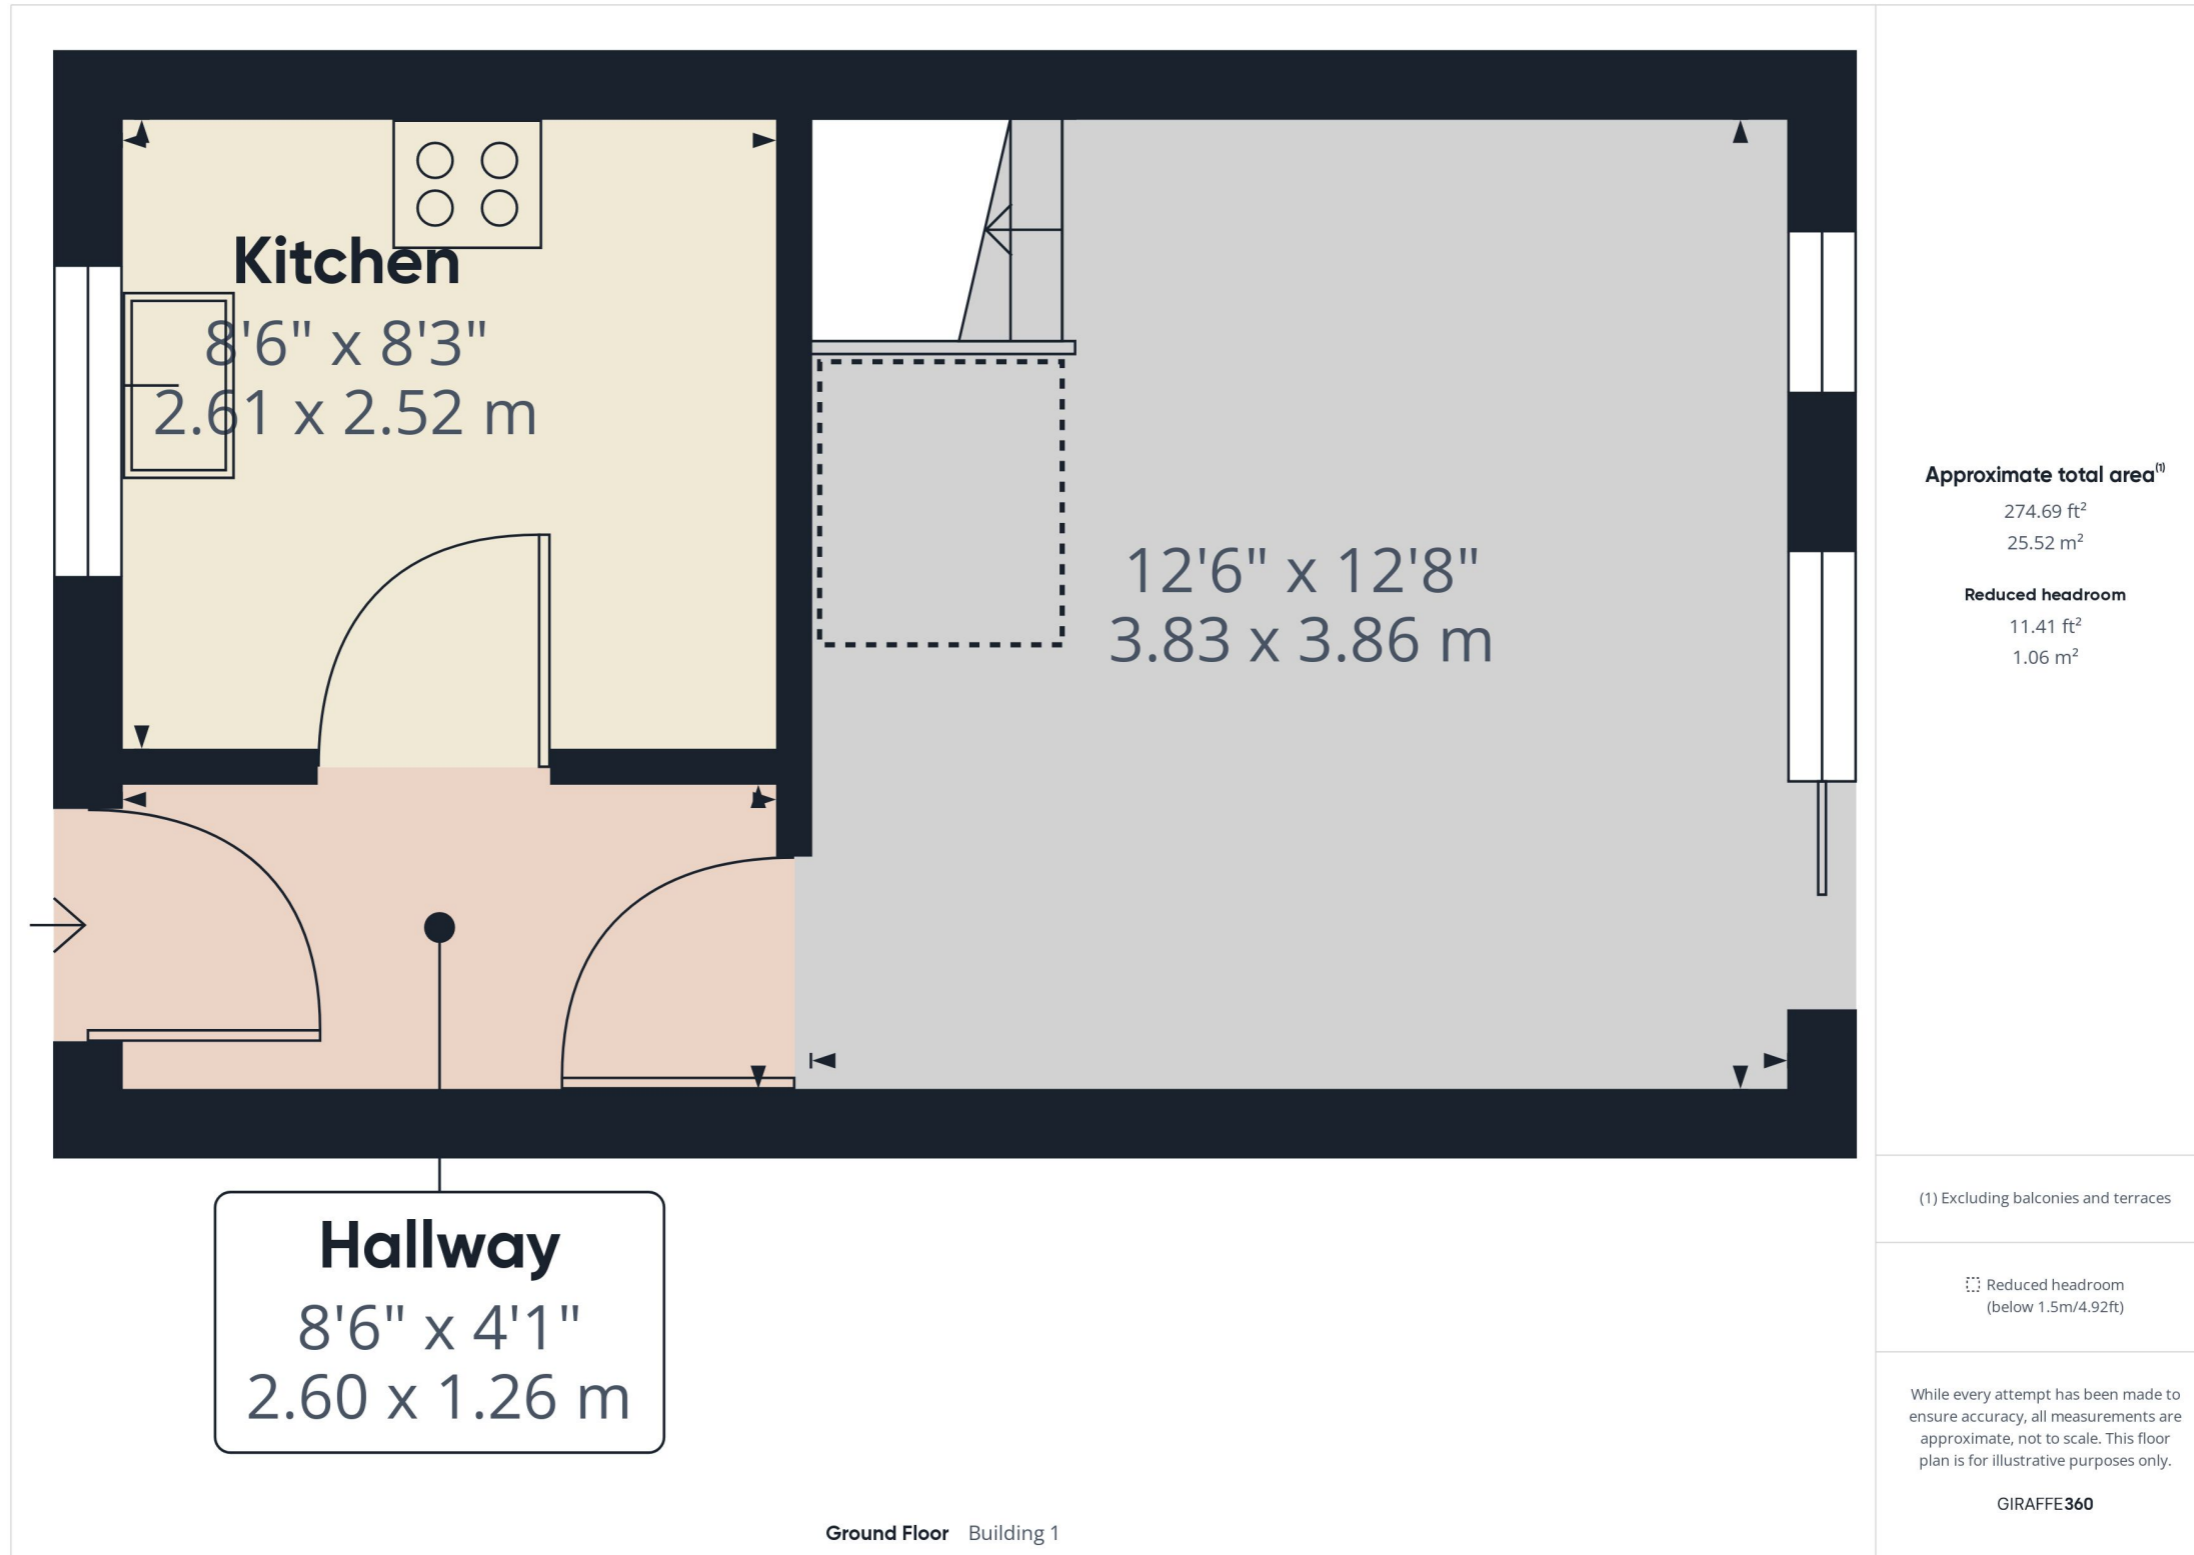 Kitchen
8'6" x 8'3"
2.61 x 2.52 m
12'6" x 12'8"
3.83 x 3.86 m
Hallway
8'6" x 4'1"
2.60 x 1.26 m
Ground Floor Building 1
Approximate total area⁽¹⁾
274.69 ft²
25.52 m²
Reduced headroom
11.41 ft²
1.06 m²
(1) Excluding balconies and terraces
Reduced headroom
(below 1.5m/4.92ft)
While every attempt has been made to
ensure accuracy, all measurements are
approximate, not to scale. This floor
plan is for illustrative purposes only.
GIRAFFE360